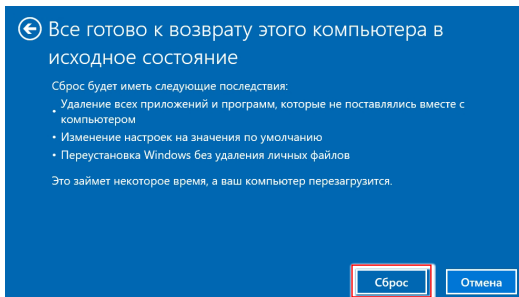 Все готово к возврату этого компьютера в
исходное состояние
Сброс будет иметь следующие последствия:
• Удаление всех приложений и программ, которые не поставлялись вместе с
компьютером
• Изменение настроек на значения по умолчанию
• Переустановка Windows без удаления личных файлов
Это займет некоторое время, а ваш компьютер перезагрузится.
Сброс Отмена